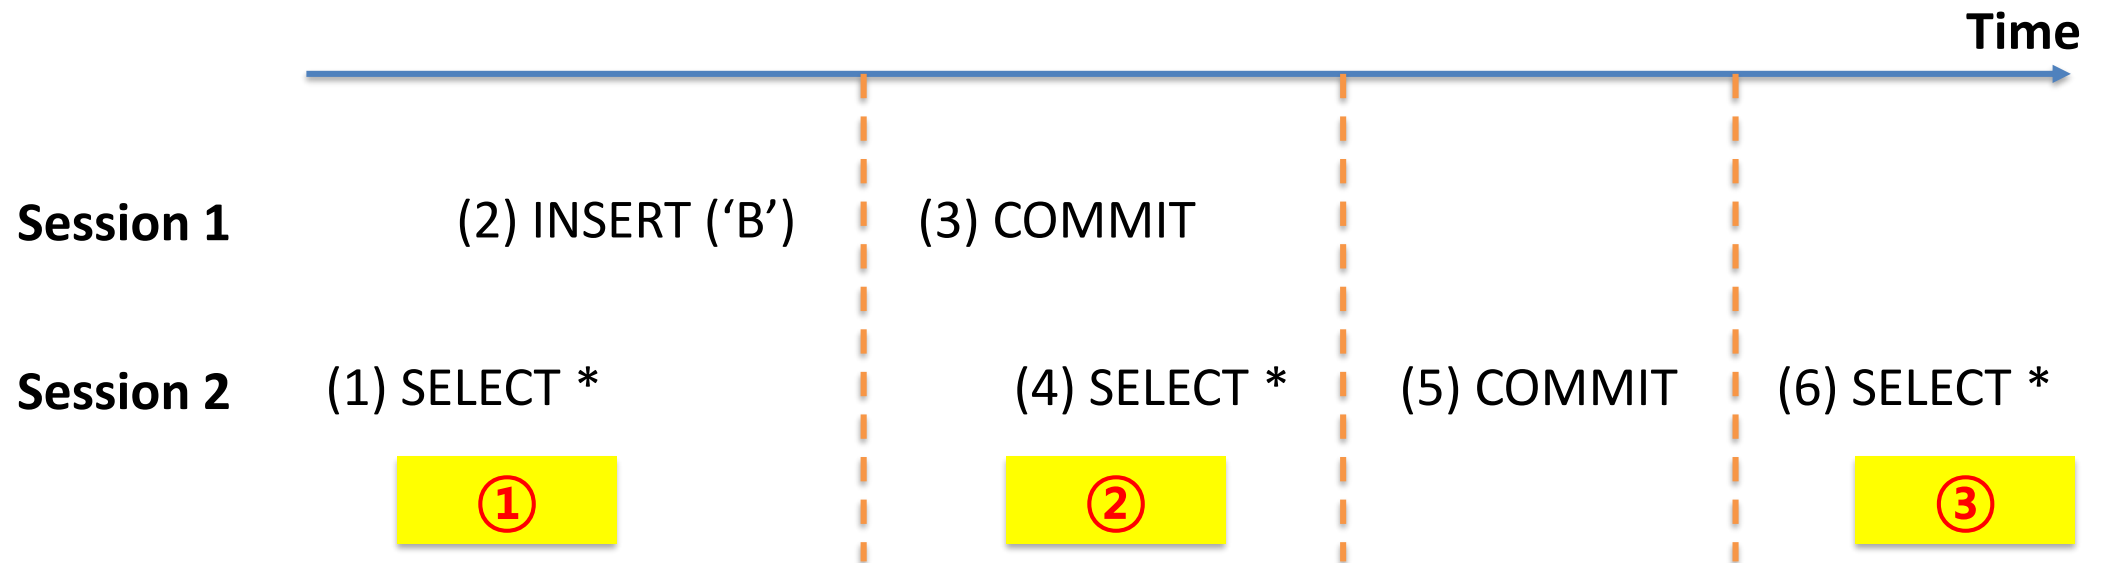 Time
Session 1 (2) INSERT (‘B’) (3) COMMIT
Session 2 (1) SELECT * (4) SELECT * (5) COMMIT (6) SELECT *
① ② ③